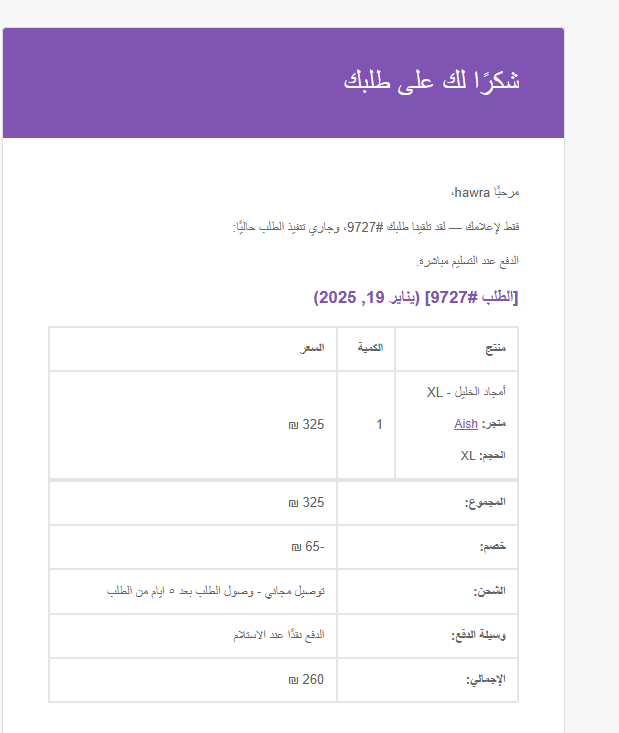 شكرًا لك على طلبك
مرحبًا hawra،
فقط لإعلامك — لقد تلقينا طلبك #9727، وجاري تنفيذ الطلب حاليًا:
الدفع عند التسليم مباشرة.
[الطلب #9727] (يناير 19, 2025)
منتج الكمية السعر
أمجاد الخليل - XL 1 325 ₪
متجر: Aish
الحجم: XL
المجموع: 325 ₪
خصم: -65 ₪
الشحن: توصيل مجاني - وصول الطلب بعد ٥ ايام من الطلب
وسيلة الدفع: الدفع نقدًا عند الاستلام
الإجمالي: 260 ₪